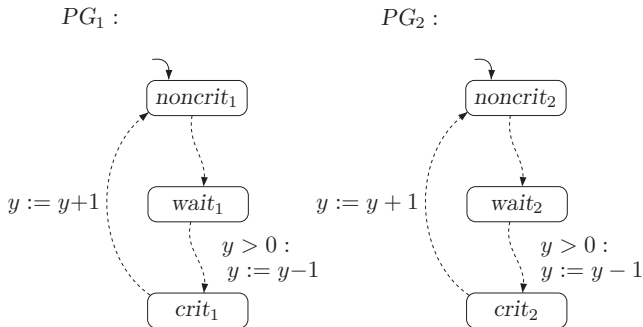 PG₁ :
PG₂ :
noncrit₁
noncrit₂
y := y+1
wait₁
y := y + 1
wait₂
y > 0 :
y := y−1
y > 0 :
y := y − 1
crit₁
crit₂